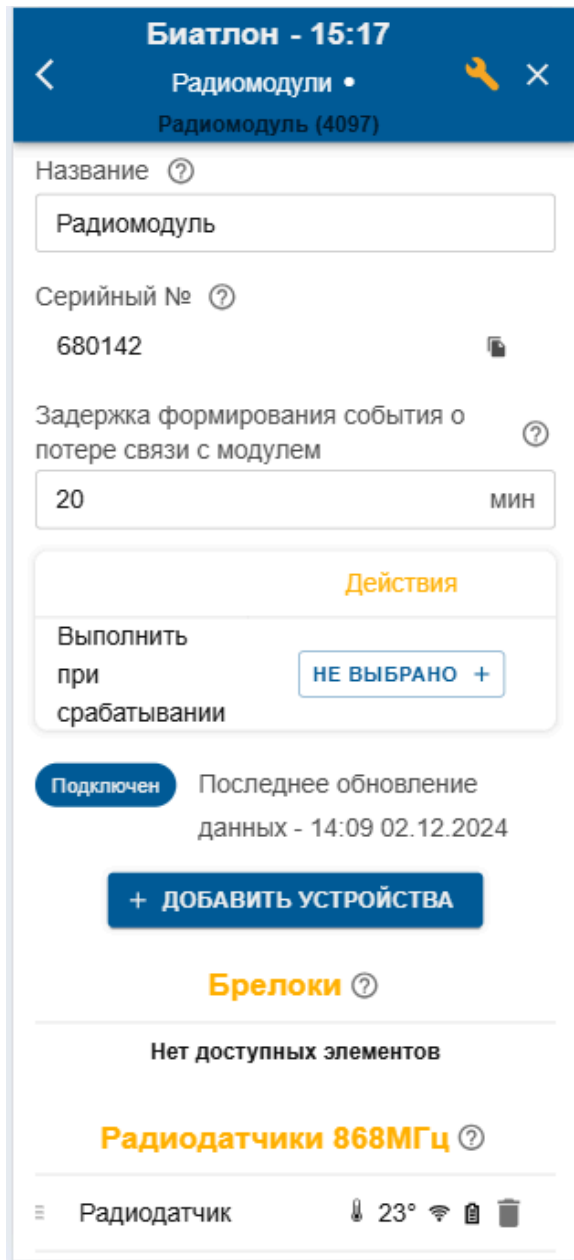 Биатлон - 15:17
Радиомодули •
Радиомодуль (4097)
Название
Радиомодуль
Серийный №
680142
Задержка формирования события о
потере связи с модулем
20 мин
Действия
Выполнить
при
срабатывании
НЕ ВЫБРАНО +
Подключен
Последнее обновление
данных - 14:09 02.12.2024
+ ДОБАВИТЬ УСТРОЙСТВА
Брелоки
Нет доступных элементов
Радиодатчики 868МГц
Радиодатчик 23°